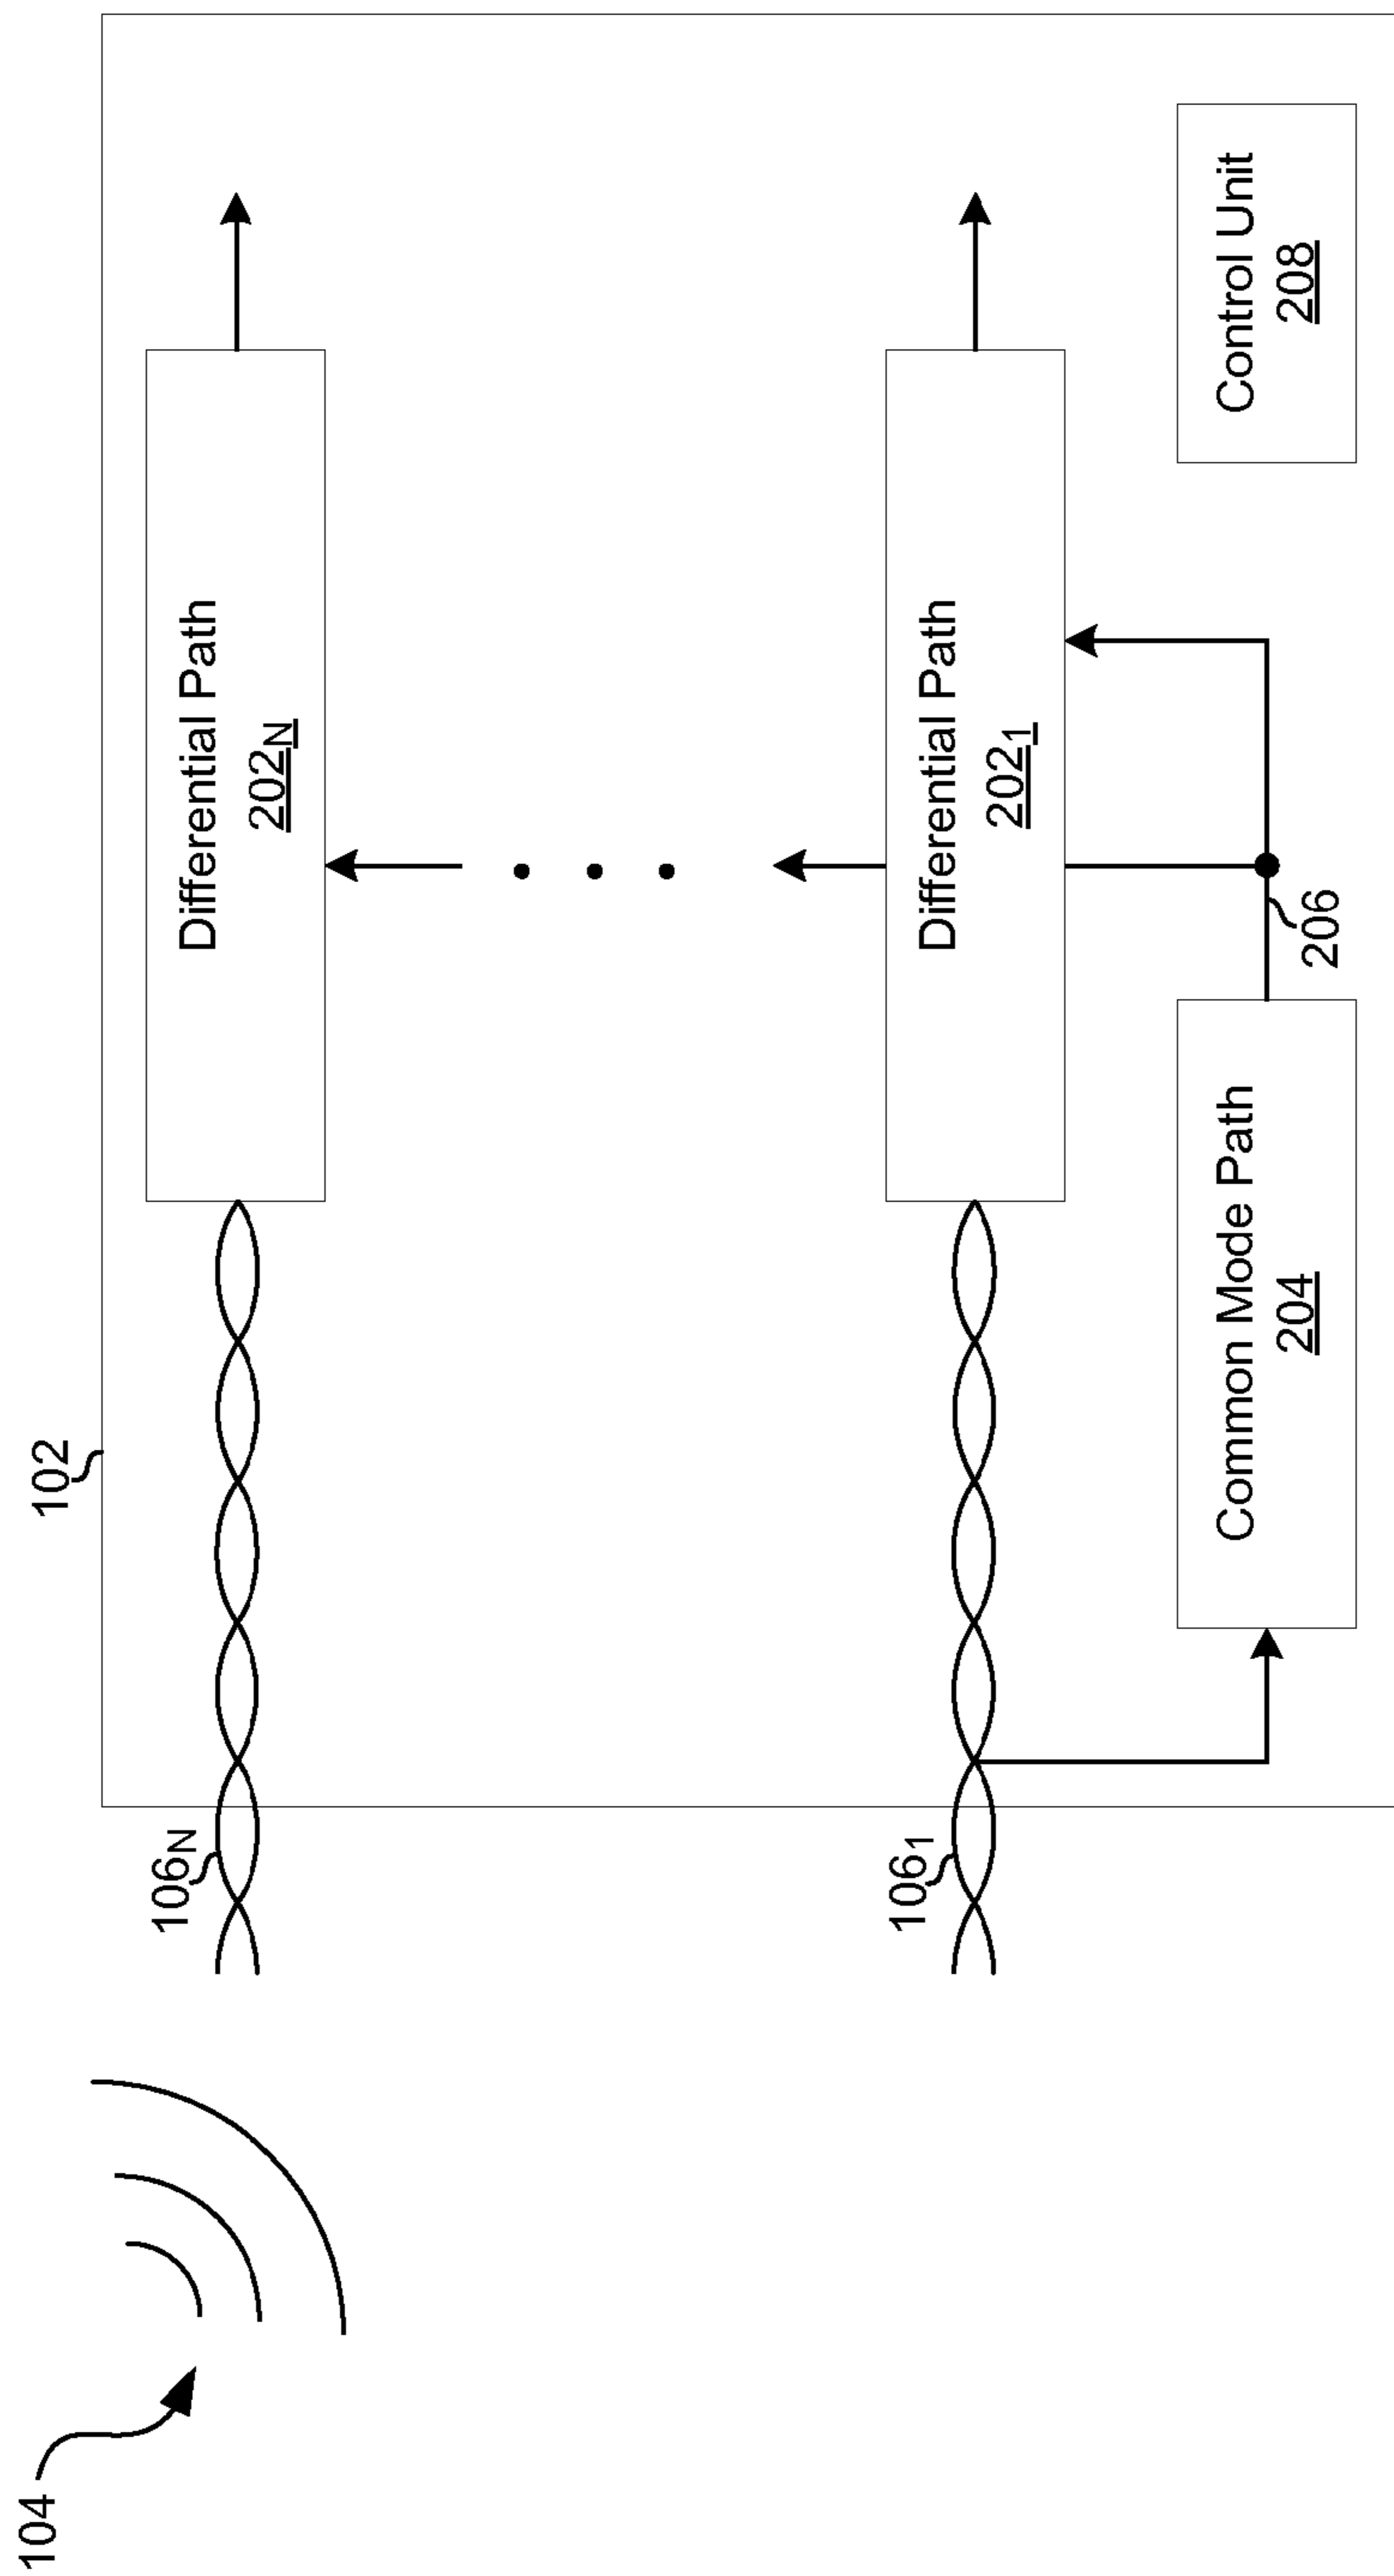 102
104
106N
Differential Path
202N
1061
Differential Path
2021
206
Common Mode Path
204
Control Unit
208